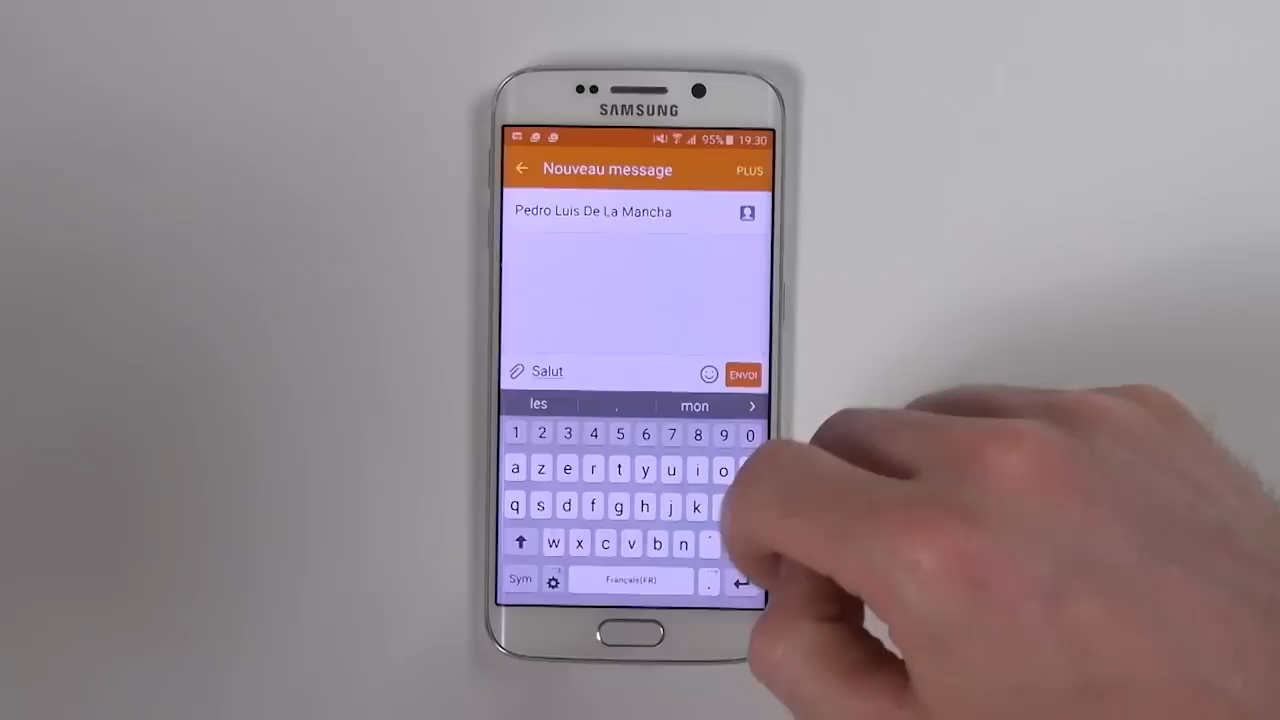 SAMSUNG
95% 19:30
Nouveau message PLUS
Pedro Luis De La Mancha
Salut ENVOI
les . mon >
1 2 3 4 5 6 7 8 9 0
a z e r t y u i o
q s d f g h j k
w x c v b n '
Sym Français(FR) .